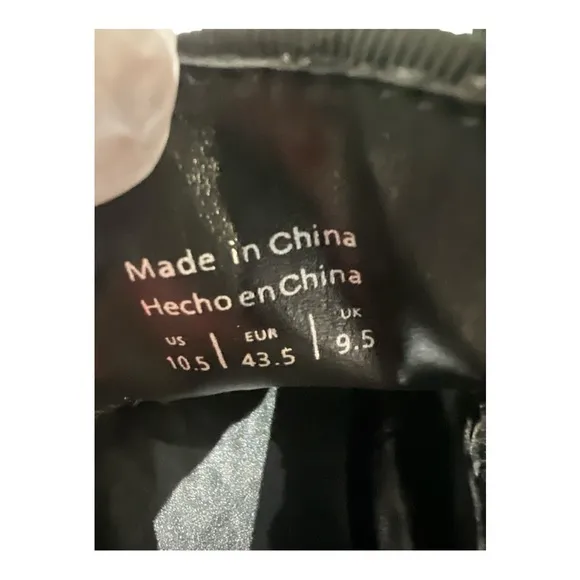 Made in China
Hecho en China
US EUR UK
10.5 | 43.5 | 9.5